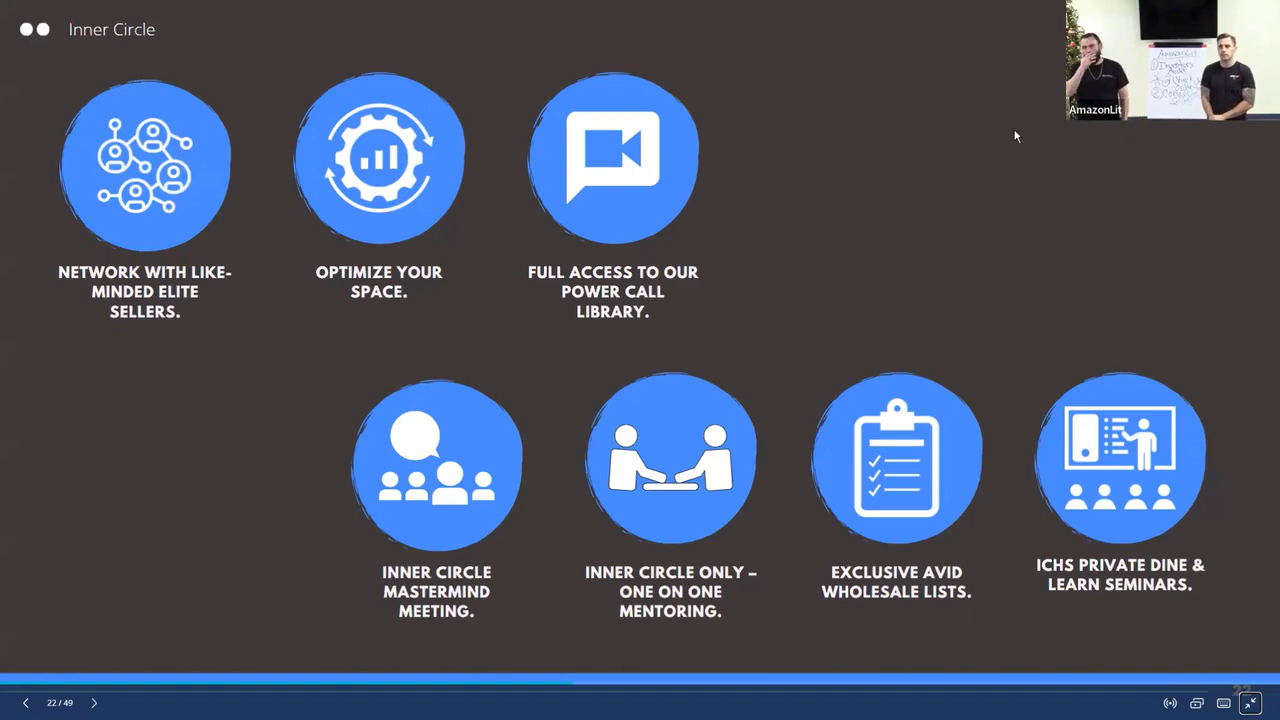 Inner Circle
AmazonLit
AmazonLit
NETWORK WITH LIKE-
MINDED ELITE
SELLERS.
OPTIMIZE YOUR
SPACE.
FULL ACCESS TO OUR
POWER CALL
LIBRARY.
INNER CIRCLE
MASTERMIND
MEETING.
INNER CIRCLE ONLY –
ONE ON ONE
MENTORING.
EXCLUSIVE AVID
WHOLESALE LISTS.
ICHS PRIVATE DINE &
LEARN SEMINARS.
22 / 49
22